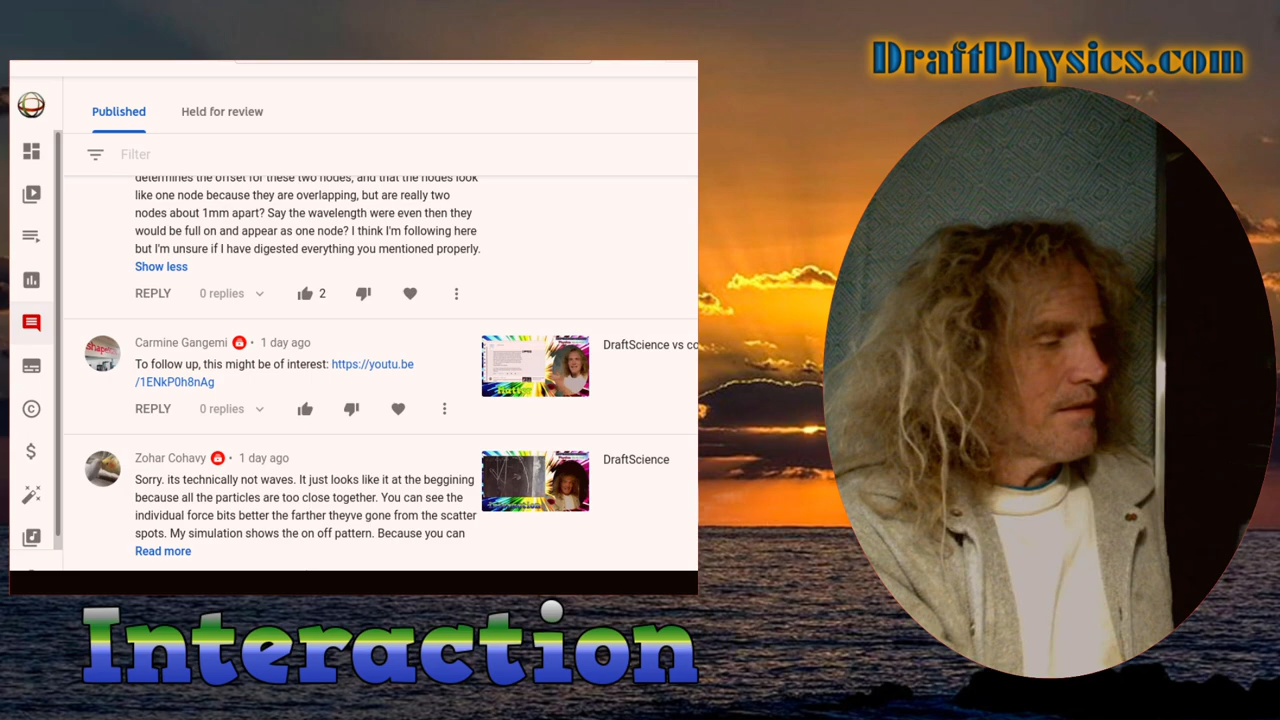 DraftPhysics.com
Published
Held for review
Filter
determines the offset for these two nodes, and that the nodes look
like one node because they are overlapping, but are really two
nodes about 1mm apart? Say the wavelength were even then they
would be full on and appear as one node? I think I'm following here
but I'm unsure if I have digested everything you mentioned properly.
Show less
REPLY 0 replies 2
Carmine Gangemi • 1 day ago
To follow up, this might be of interest: https://youtu.be
/1ENkP0h8nAg
DraftScience vs co
REPLY 0 replies
Zohar Cohavy • 1 day ago
Sorry. its technically not waves. It just looks like it at the beggining
because all the particles are too close together. You can see the
individual force bits better the farther theyve gone from the scatter
spots. My simulation shows the on off pattern. Because you can
Read more
DraftScience
Interaction